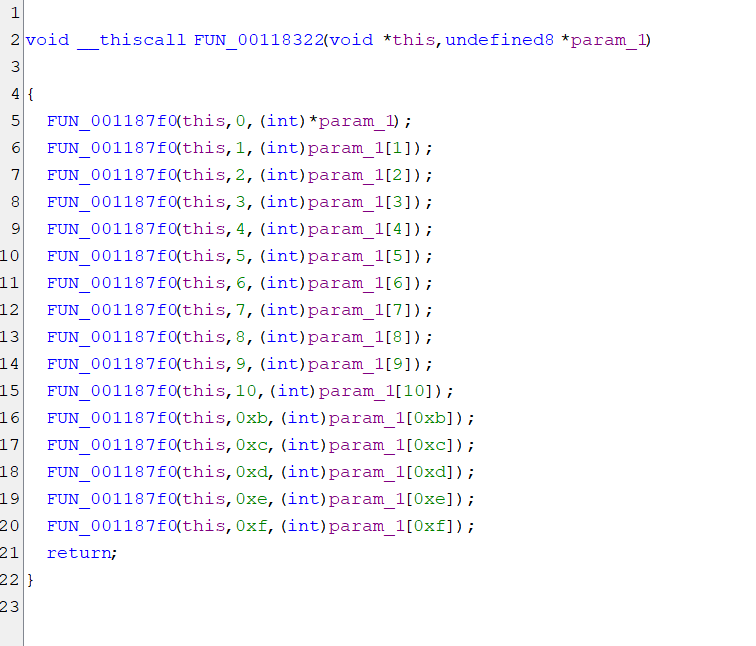 1
2 void __thiscall FUN_00118322(void *this,undefined8 *param_1)
3
4 {
5 FUN_001187f0(this,0,(int)*param_1);
6 FUN_001187f0(this,1,(int)param_1[1]);
7 FUN_001187f0(this,2,(int)param_1[2]);
8 FUN_001187f0(this,3,(int)param_1[3]);
9 FUN_001187f0(this,4,(int)param_1[4]);
10 FUN_001187f0(this,5,(int)param_1[5]);
11 FUN_001187f0(this,6,(int)param_1[6]);
12 FUN_001187f0(this,7,(int)param_1[7]);
13 FUN_001187f0(this,8,(int)param_1[8]);
14 FUN_001187f0(this,9,(int)param_1[9]);
15 FUN_001187f0(this,10,(int)param_1[10]);
16 FUN_001187f0(this,0xb,(int)param_1[0xb]);
17 FUN_001187f0(this,0xc,(int)param_1[0xc]);
18 FUN_001187f0(this,0xd,(int)param_1[0xd]);
19 FUN_001187f0(this,0xe,(int)param_1[0xe]);
20 FUN_001187f0(this,0xf,(int)param_1[0xf]);
21 return;
22 }
23